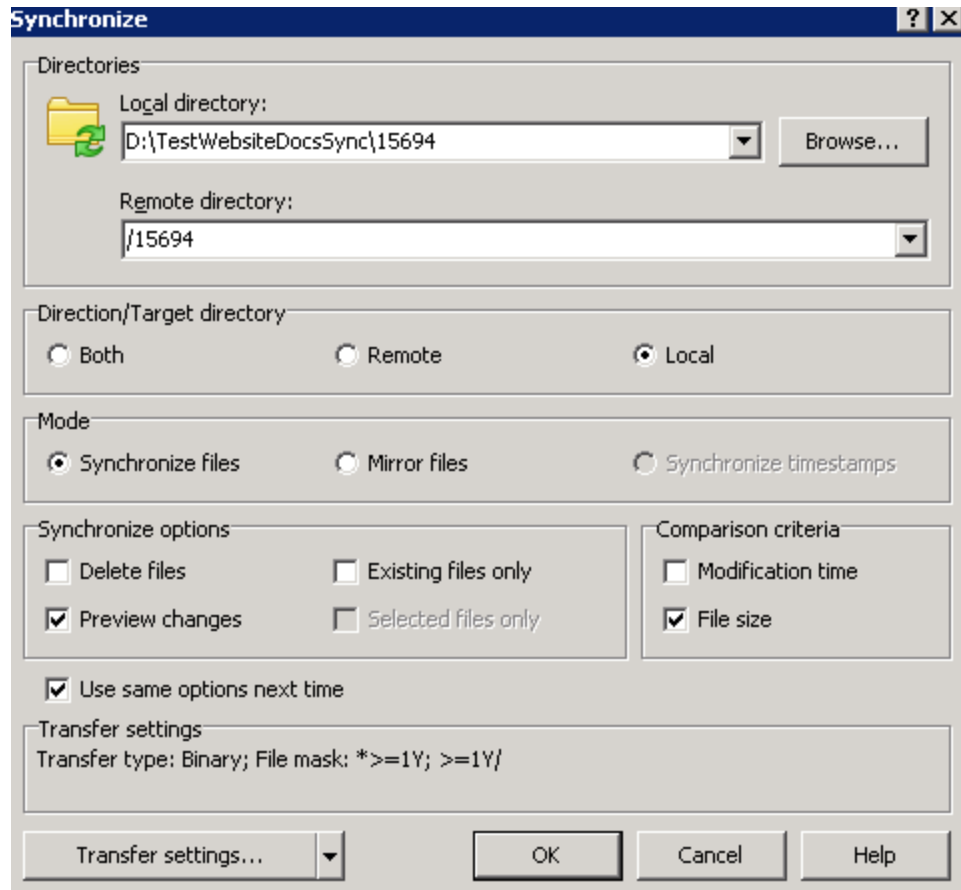 Synchronize
Directories
Local directory:
D:\TestWebsiteDocsSync\15694
Browse...
Remote directory:
/15694
Direction/Target directory
Both Remote Local
Mode
Synchronize files Mirror files Synchronize timestamps
Synchronize options Comparison criteria
Delete files Existing files only Modification time
Preview changes Selected files only File size
Use same options next time
Transfer settings
Transfer type: Binary; File mask: *>=1Y; >=1Y/
Transfer settings... OK Cancel Help